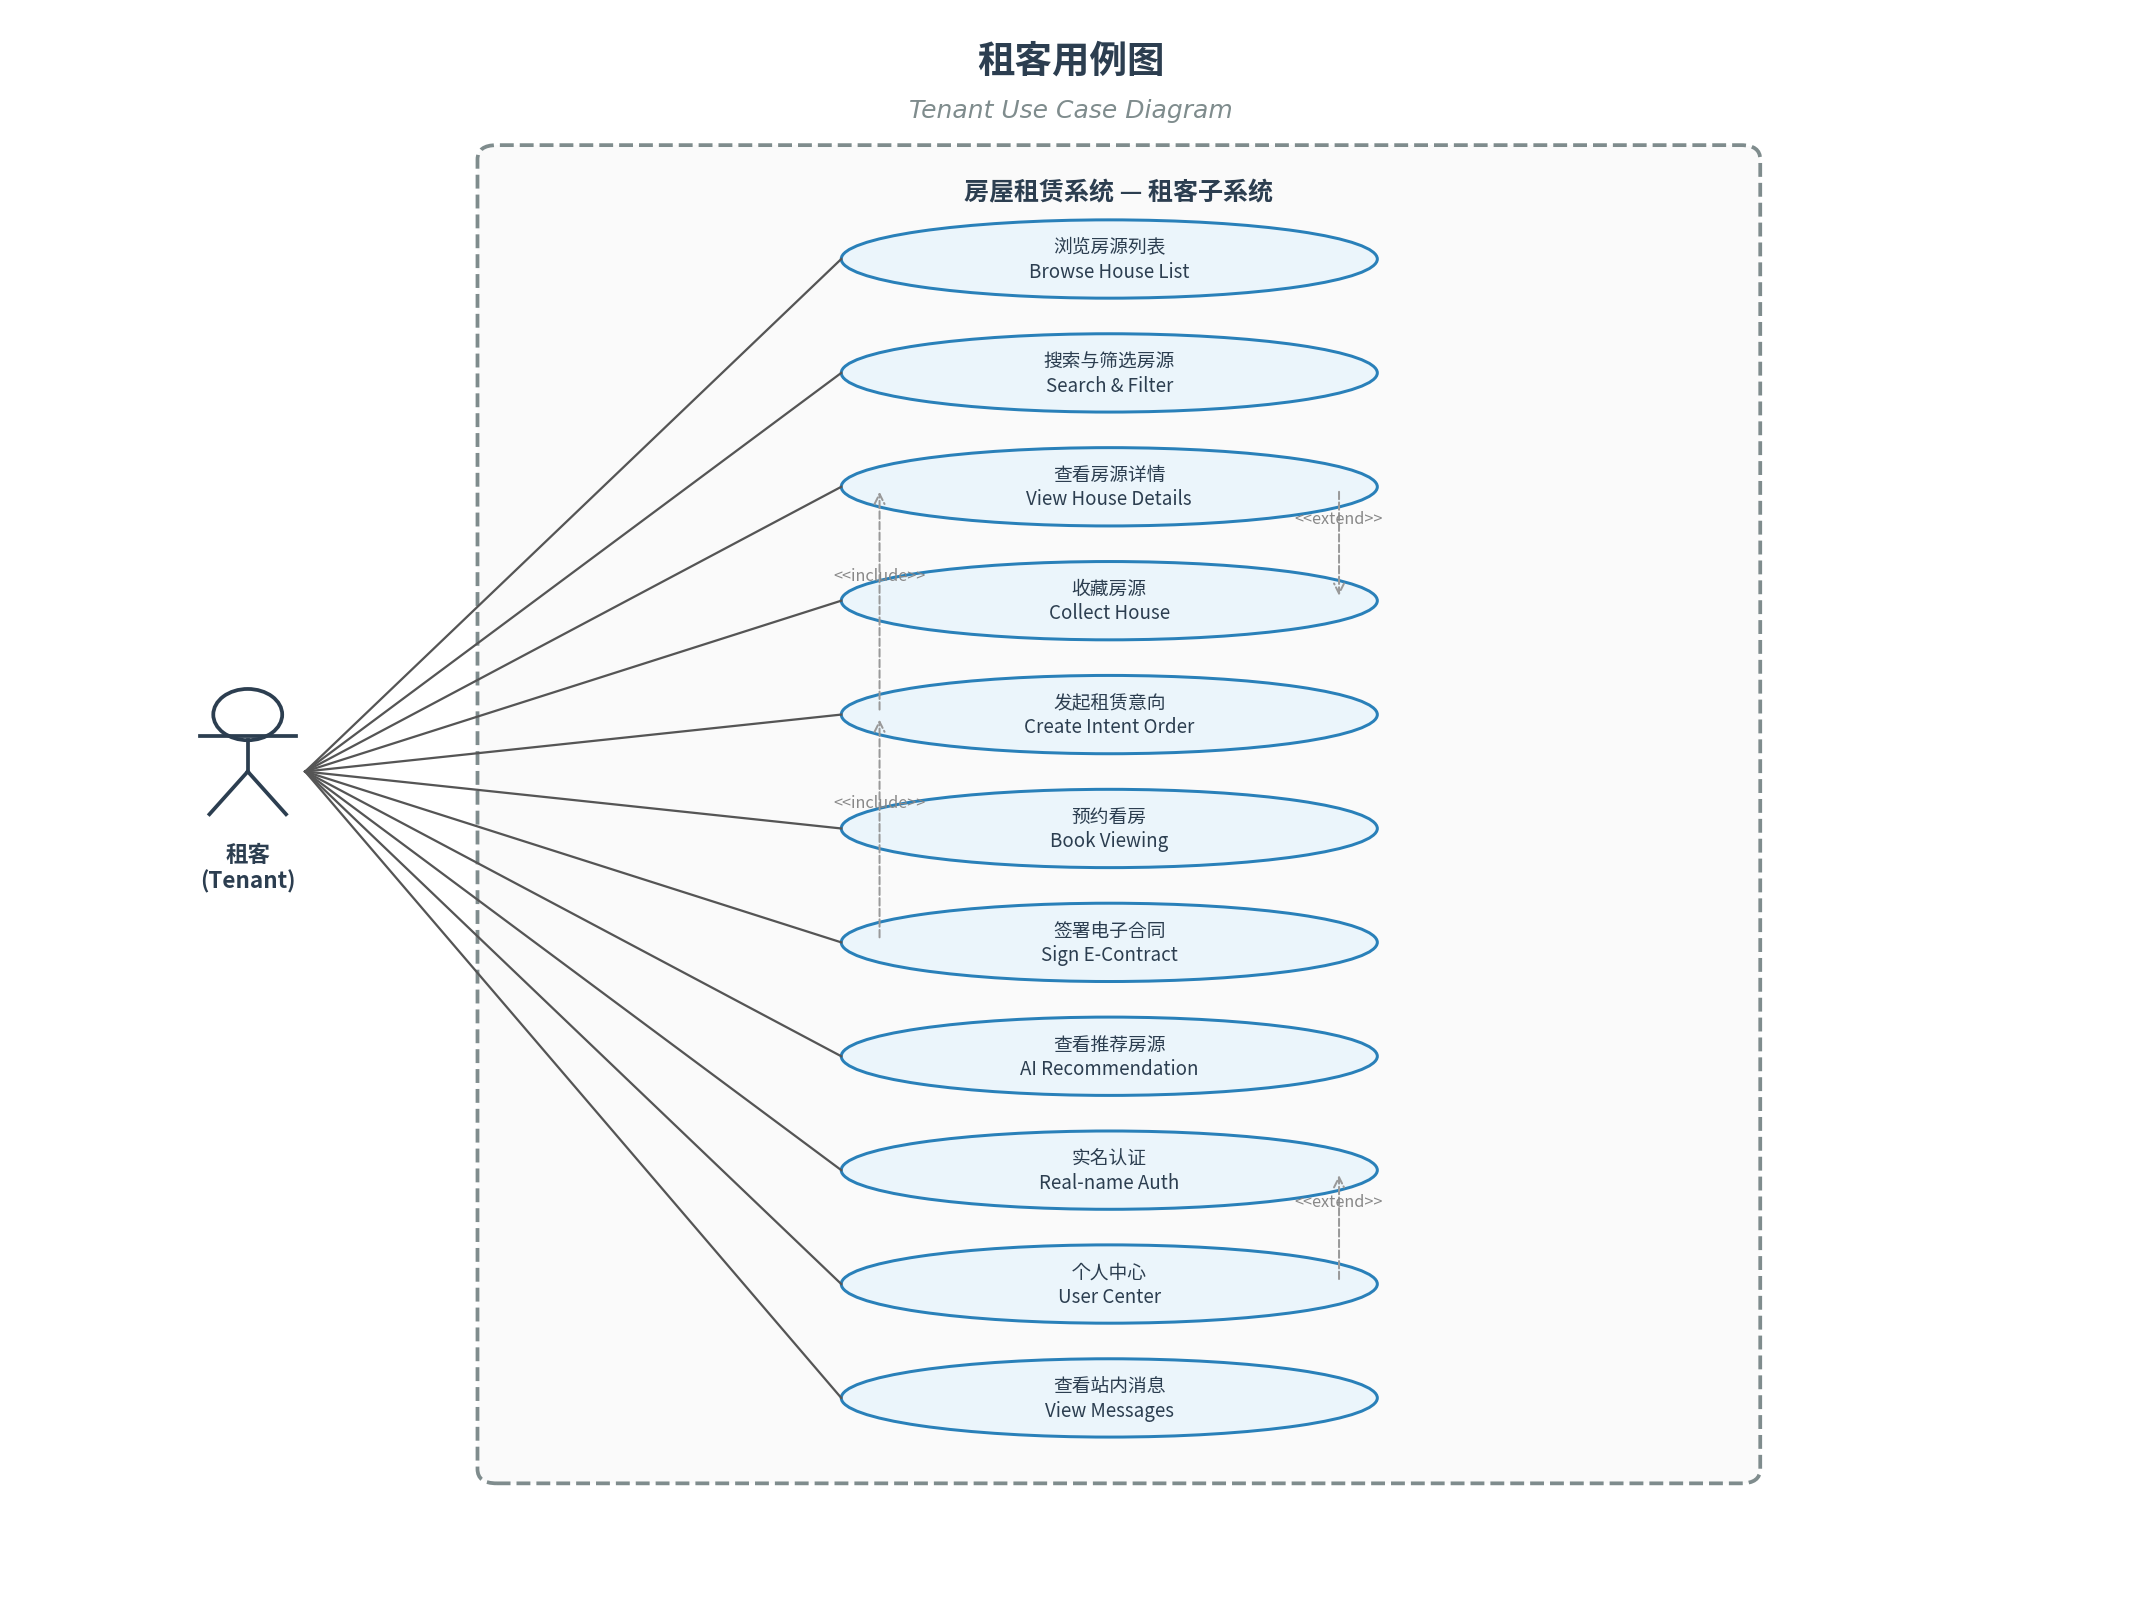 租客用例图
Tenant Use Case Diagram
房屋租赁系统 — 租客子系统
浏览房源列表
Browse House List
搜索与筛选房源
Search & Filter
查看房源详情
View House Details
<<extend>>
<<include>>
收藏房源
Collect House
发起租赁意向
Create Intent Order
<<include>>
预约看房
Book Viewing
租客
(Tenant)
签署电子合同
Sign E-Contract
查看推荐房源
AI Recommendation
实名认证
Real-name Auth
<<extend>>
个人中心
User Center
查看站内消息
View Messages